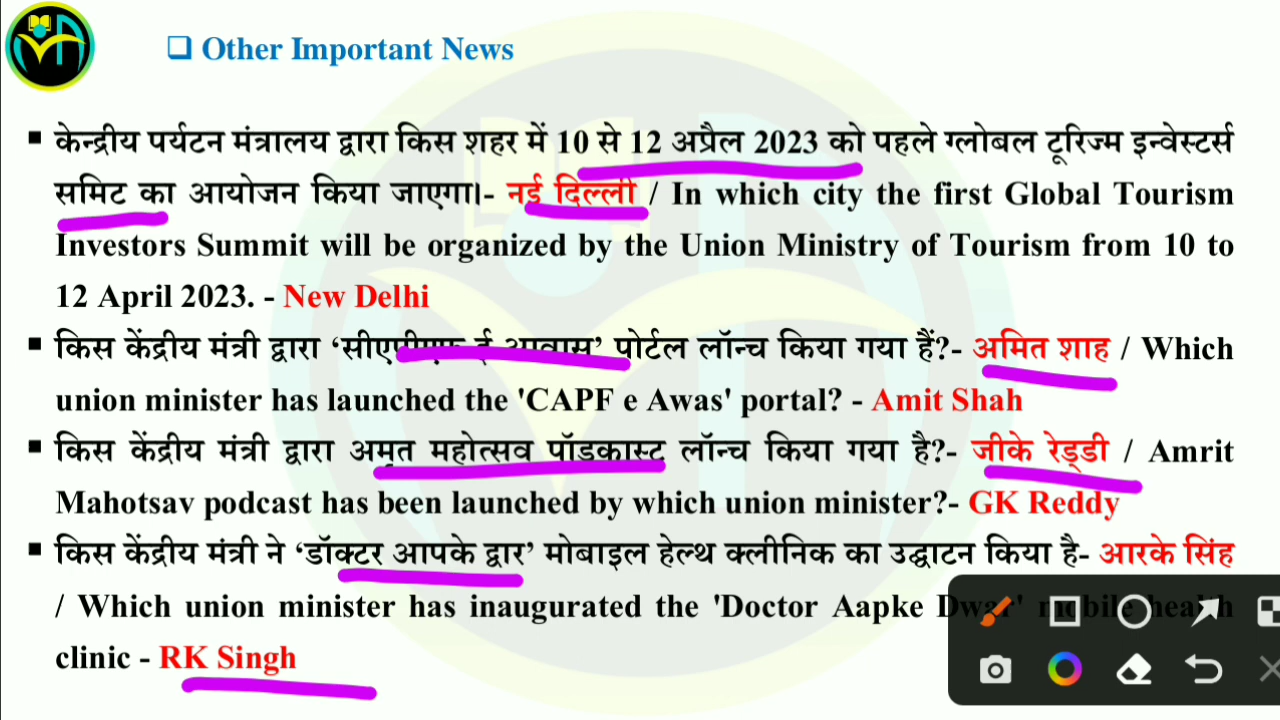 Other Important News
केन्द्रीय पर्यटन मंत्रालय द्वारा किस शहर में 10 से 12 अप्रैल 2023 को पहले ग्लोबल टूरिज्म इन्वेस्टर्स
समिट का आयोजन किया जाएगा।- नई दिल्ली / In which city the first Global Tourism
Investors Summit will be organized by the Union Ministry of Tourism from 10 to
12 April 2023. - New Delhi
किस केंद्रीय मंत्री द्वारा ‘सीएपीएफ ई आवास’ पोर्टल लॉन्च किया गया हैं?- अमित शाह / Which
union minister has launched the 'CAPF e Awas' portal? - Amit Shah
किस केंद्रीय मंत्री द्वारा अमृत महोत्सव पॉडकास्ट लॉन्च किया गया है?- जीके रेड्डी / Amrit
Mahotsav podcast has been launched by which union minister?- GK Reddy
किस केंद्रीय मंत्री ने ‘डॉक्टर आपके द्वार’ मोबाइल हेल्थ क्लीनिक का उद्घाटन किया है- आरके सिंह
/ Which union minister has inaugurated the 'Doctor Aapke Dwar' mobile health
clinic - RK Singh